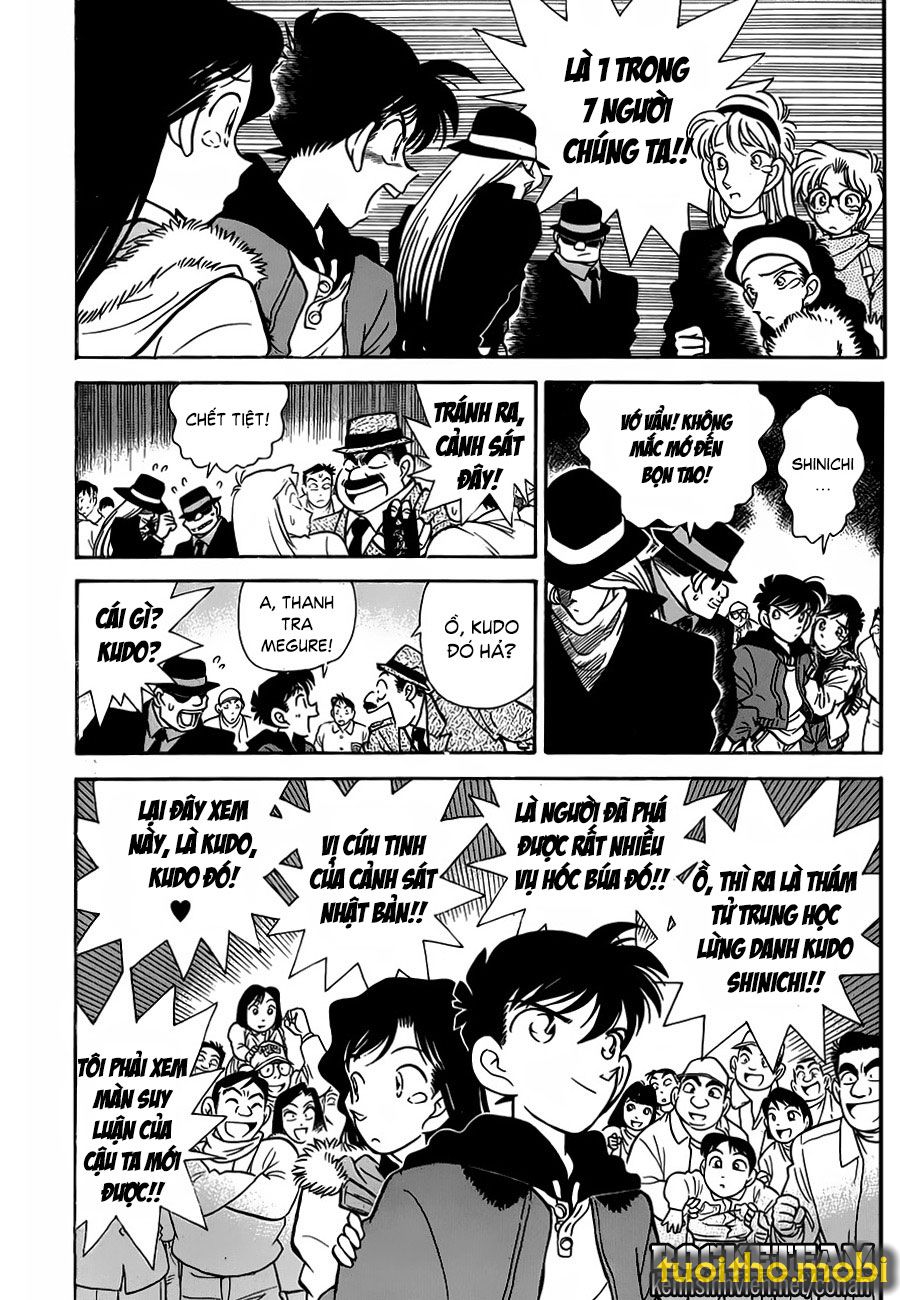 LÀ 1 TRONG
7 NGƯỜI
CHÚNG TA!!
SHINICHI
...
VỚ VẨN! KHÔNG
MẮC MỚ ĐẾN
BỌN TAO!
TRÁNH RA,
CẢNH SÁT
ĐÂY!
CHẾT TIỆT!
Ồ, KUDO
ĐÓ HẢ?
A, THANH
TRA
MEGURE!
CÁI GÌ?
KUDO?
Ồ, THÌ RA LÀ THÁM
TỬ TRUNG HỌC
LỪNG DANH KUDO
SHINICHI!!
LÀ NGƯỜI ĐÃ PHÁ
ĐƯỢC RẤT NHIỀU
VỤ HÓC BÚA ĐÓ!!
VỊ CỨU TINH
CỦA CẢNH SÁT
NHẬT BẢN!!
LẠI ĐÂY XEM
NÀY, LÀ KUDO,
KUDO ĐÓ!
♥
TÔI PHẢI XEM
MÀN SUY
LUẬN CỦA
CẬU TA MỚI
ĐƯỢC!!
tuoitho.mobi